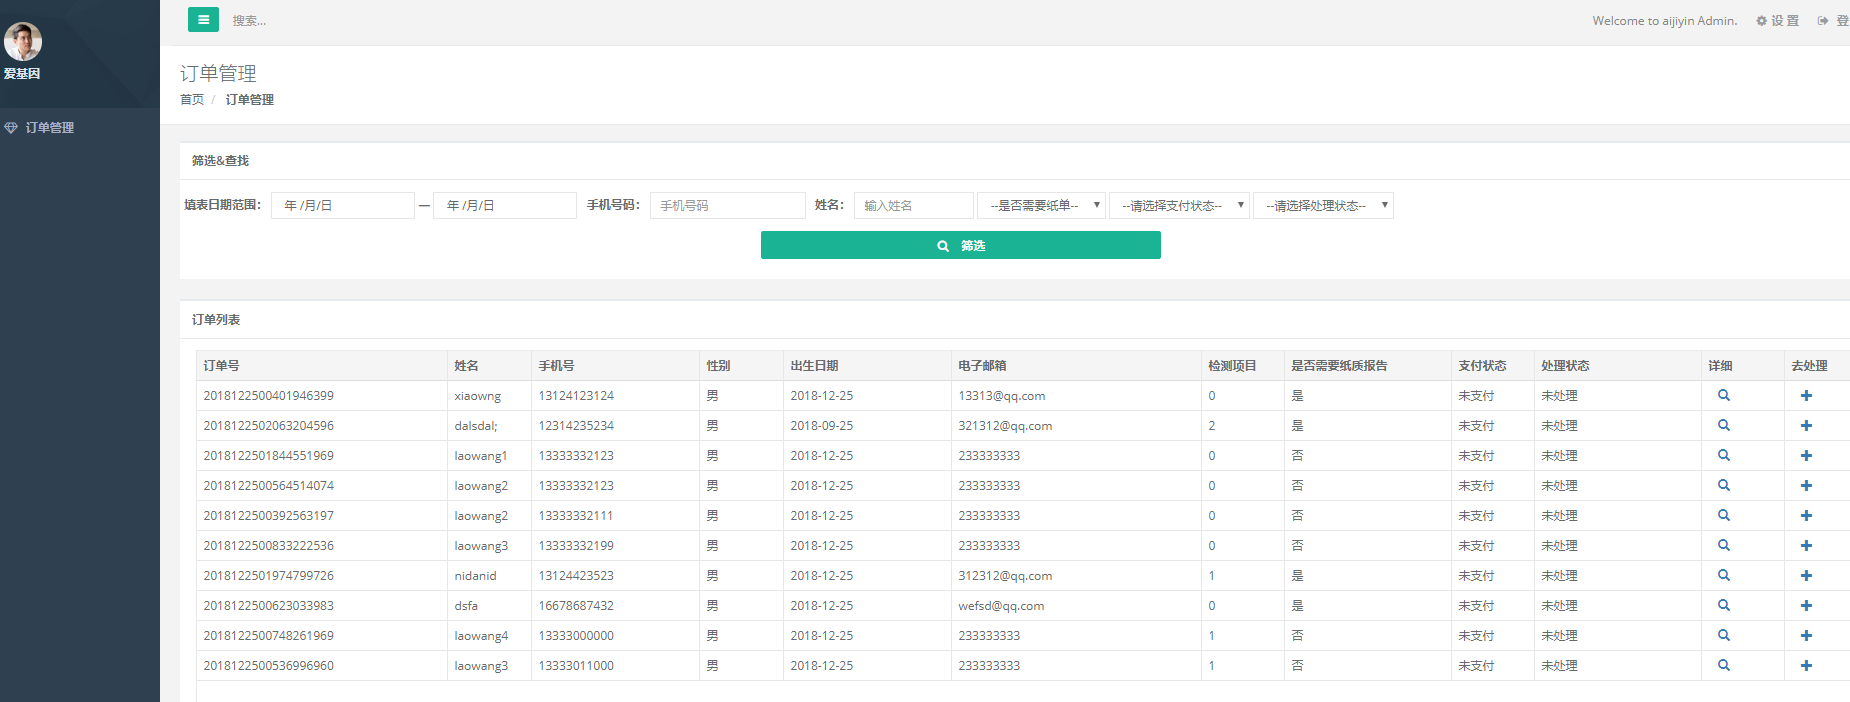 搜索...
Welcome to aijiyin Admin. 设 置 登
爱基因
订单管理
订单管理
首页 / 订单管理
筛选&查找
填表日期范围： 年 /月/日 — 年 /月/日 手机号码： 手机号码 姓名： 输入姓名 --是否需要纸单-- --请选择支付状态-- --请选择处理状态--
筛选
订单列表
订单号 姓名 手机号 性别 出生日期 电子邮箱 检测项目 是否需要纸质报告 支付状态 处理状态 详细 去处理
2018122500401946399 xiaowng 13124123124 男 2018-12-25 13313@qq.com 0 是 未支付 未处理
2018122502063204596 dalsdal; 12314235234 男 2018-09-25 321312@qq.com 2 是 未支付 未处理
2018122501844551969 laowang1 13333332123 男 2018-12-25 233333333 0 否 未支付 未处理
2018122500564514074 laowang2 13333332123 男 2018-12-25 233333333 0 否 未支付 未处理
2018122500392563197 laowang2 13333332111 男 2018-12-25 233333333 0 否 未支付 未处理
2018122500833222536 laowang3 13333332199 男 2018-12-25 233333333 0 否 未支付 未处理
2018122501974799726 nidanid 13124423523 男 2018-12-25 312312@qq.com 1 是 未支付 未处理
2018122500623033983 dsfa 16678687432 男 2018-12-25 wefsd@qq.com 0 是 未支付 未处理
2018122500748261969 laowang4 13333000000 男 2018-12-25 233333333 1 否 未支付 未处理
2018122500536996960 laowang3 13333011000 男 2018-12-25 233333333 1 否 未支付 未处理